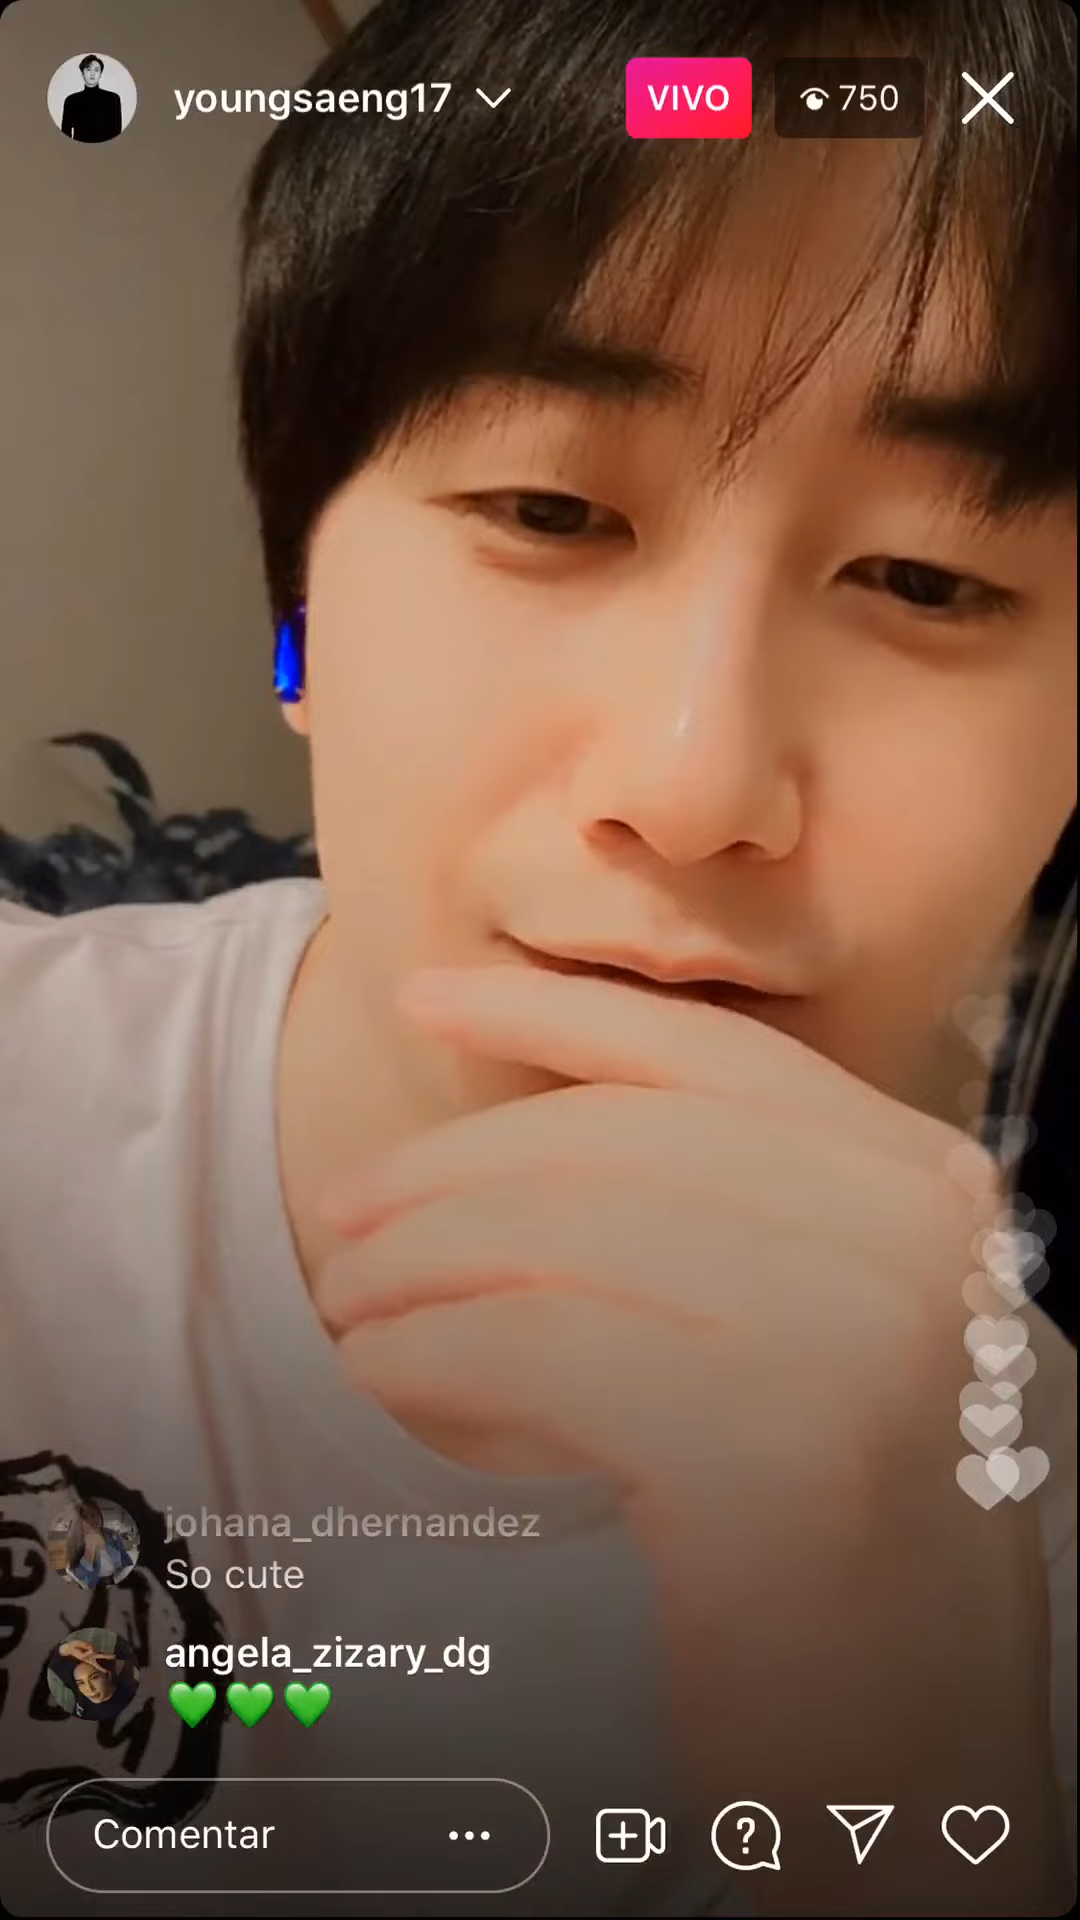 youngsaeng17
VIVO
750
johana_dhernandez
So cute
angela_zizary_dg
💚💚💚
Comentar